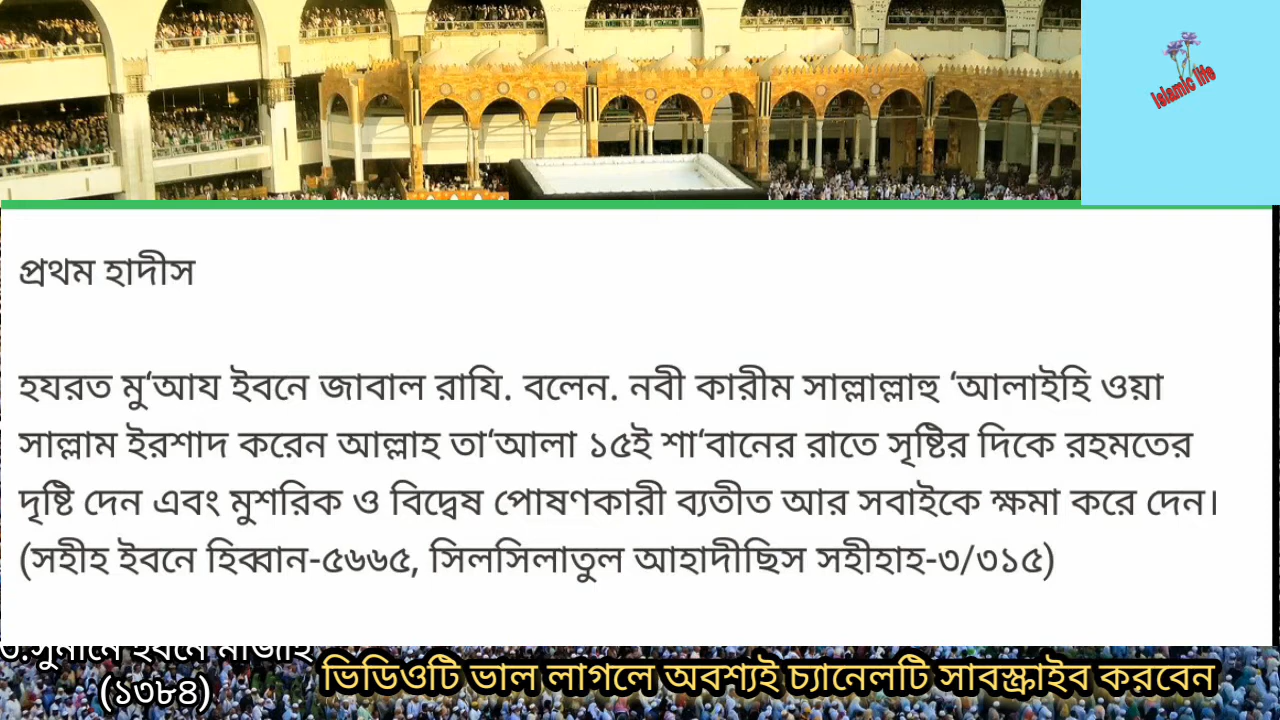 Islamic life
প্রথম হাদীস
হযরত মু‘আয ইবনে জাবাল রাযি. বলেন. নবী কারীম সাল্লাল্লাহু ‘আলাইহি ওয়া
সাল্লাম ইরশাদ করেন আল্লাহ তা‘আলা ১৫ই শা‘বানের রাতে সৃষ্টির দিকে রহমতের
দৃষ্টি দেন এবং মুশরিক ও বিদ্বেষ পোষণকারী ব্যতীত আর সবাইকে ক্ষমা করে দেন।
(সহীহ ইবনে হিব্বান-৫৬৬৫, সিলসিলাতুল আহাদীছিস সহীহাহ-৩/৩১৫)
সুনানে ইবনে মাজাহ
(১৩৮৪)
ভিডিওটি ভাল লাগলে অবশ্যই চ্যানেলটি সাবস্ক্রাইব করবেন